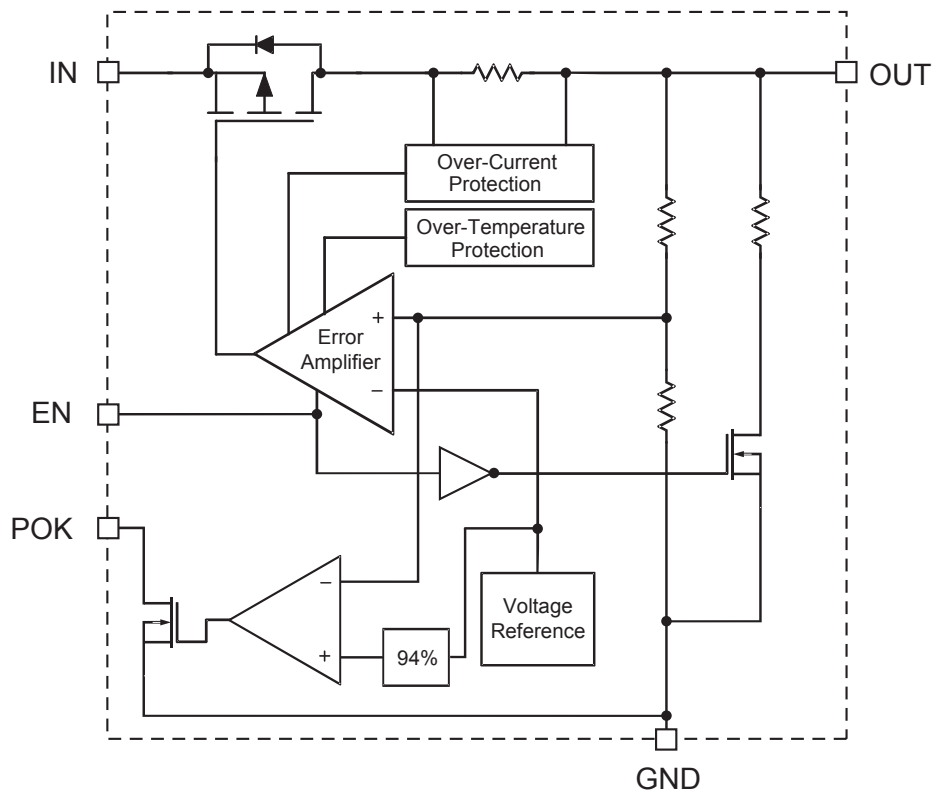 IN
OUT
Over-Current
Protection
Over-Temperature
Protection
+
Error
Amplifier
−
EN
POK
−
Voltage
Reference
+
94%
GND